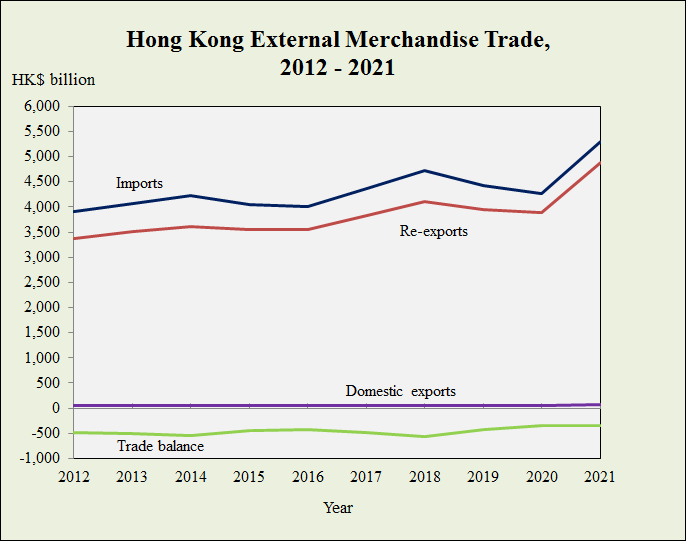 Hong Kong External Merchandise Trade,
2012 - 2021
HK$ billion
6,000
5,500
5,000
4,500
4,000
3,500
3,000
2,500
2,000
1,500
1,000
500
0
-500
-1,000
Imports
Re-exports
Domestic exports
Trade balance
2012 2013 2014 2015 2016 2017 2018 2019 2020 2021
Year